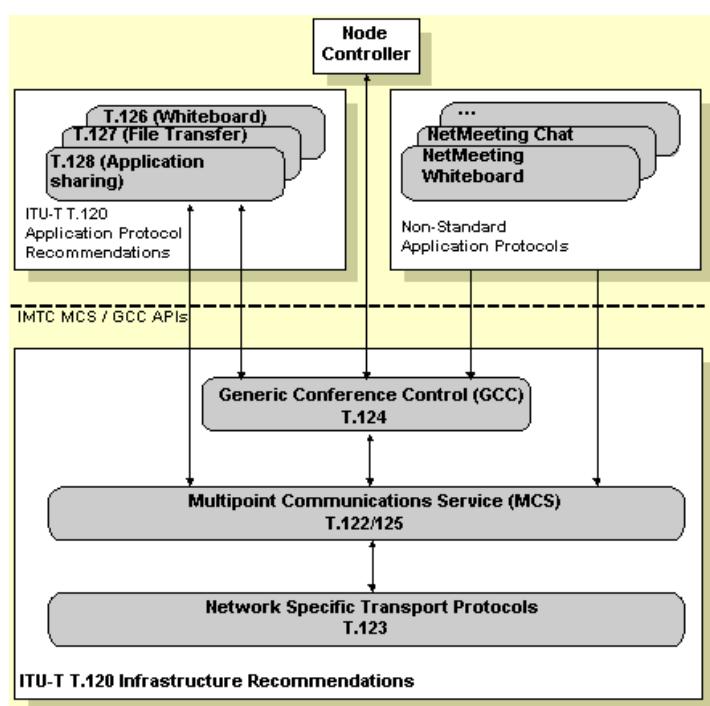 Node
Controller
T.126 (Whiteboard)
T.127 (File Transfer)
T.128 (Application
sharing)
ITU-T T.120
Application Protocol
Recommendations
...
NetMeeting Chat
NetMeeting
Whiteboard
Non-Standard
Application Protocols
IMTC MCS / GCC APIs
Generic Conference Control (GCC)
T.124
Multipoint Communications Service (MCS)
T.122/125
Network Specific Transport Protocols
T.123
ITU-T T.120 Infrastructure Recommendations